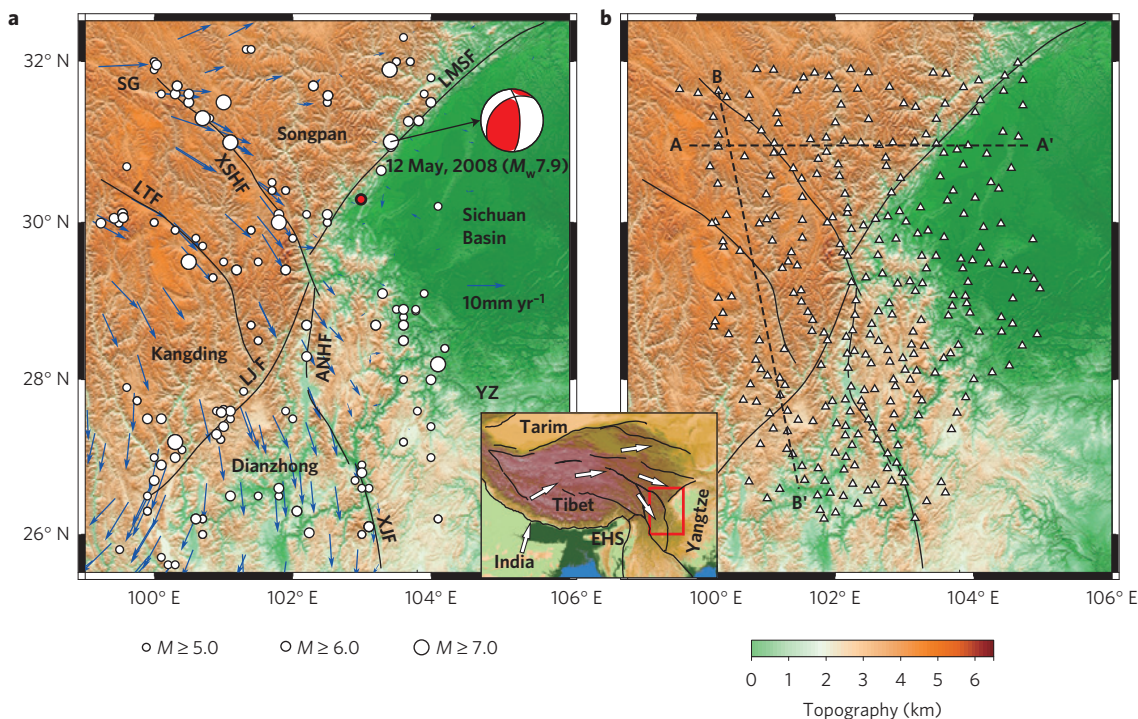 a
b
32° N
30° N
28° N
26° N
SG
Songpan
LMSF
XSHF
LTF
12 May, 2008 (Mw7.9)
Sichuan
Basin
10mm yr⁻¹
Kangding
LJF
ANHF
YZ
Dianzhong
XJF
Tarim
Tibet
EHS
India
Yangtze
B
A
A'
B'
100° E
102° E
104° E
106° E
100° E
102° E
104° E
106° E
M ≥ 5.0
M ≥ 6.0
M ≥ 7.0
0 1 2 3 4 5 6
Topography (km)